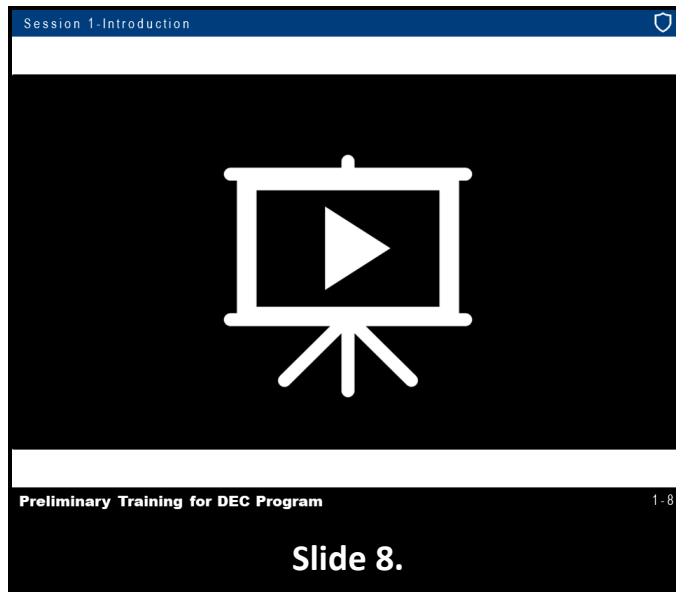 Session 1-Introduction
Preliminary Training for DEC Program
1-8
Slide 8.